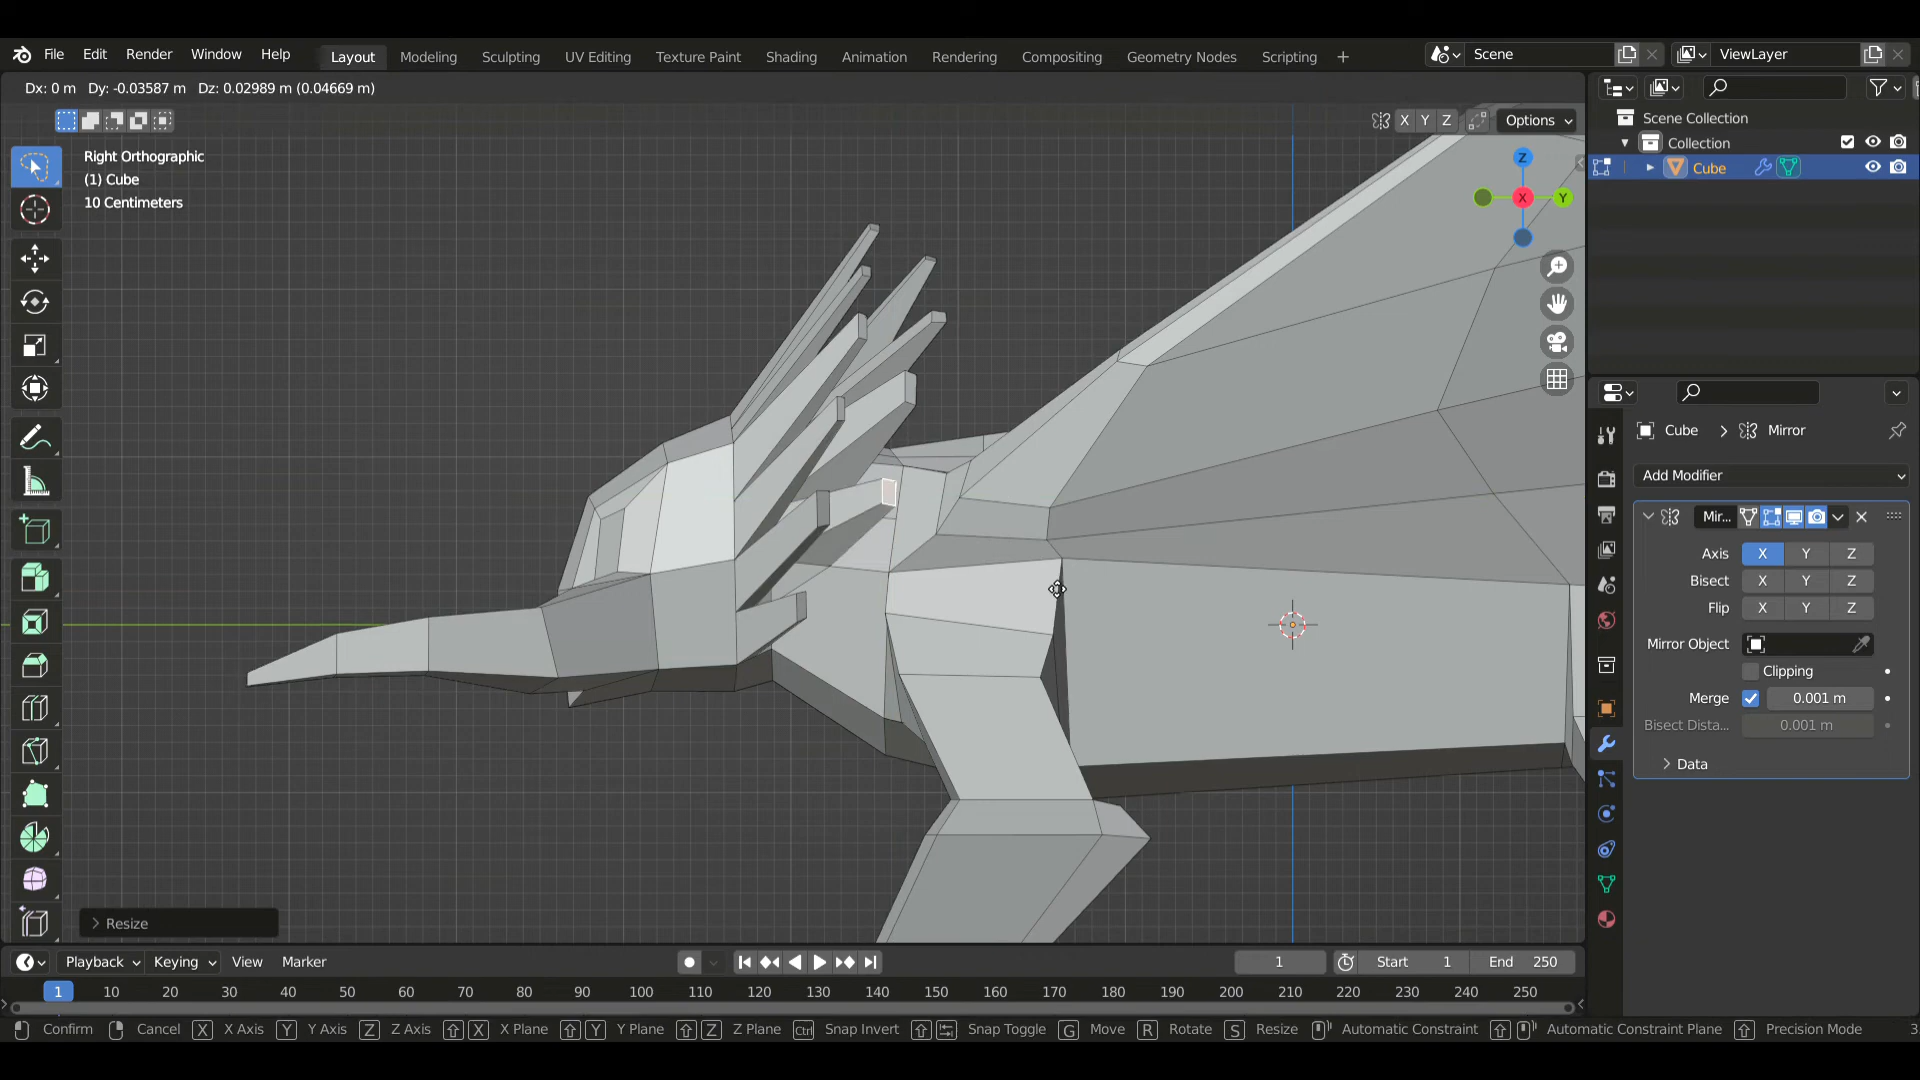 File Edit Render Window Help Layout Modeling Sculpting UV Editing Texture Paint Shading Animation Rendering Compositing Geometry Nodes Scripting + Scene ViewLayer
Dx: 0 m Dy: -0.03587 m Dz: 0.02989 m (0.04669 m)
X Y Z Options
Right Orthographic
(1) Cube
10 Centimeters
Z
X
Y
Resize
Scene Collection
Collection
Cube
Cube > Mirror
Add Modifier
Mir...
Axis X Y Z
Bisect X Y Z
Flip X Y Z
Mirror Object
Clipping
Merge 0.001 m
Bisect Dista... 0.001 m
Data
Playback Keying View Marker 1 Start 1 End 250
1 10 20 30 40 50 60 70 80 90 100 110 120 130 140 150 160 170 180 190 200 210 220 230 240 250
Confirm Cancel X X Axis Y Y Axis Z Z Axis X X Plane Y Y Plane Z Z Plane Ctrl Snap Invert Snap Toggle G Move R Rotate S Resize Automatic Constraint Automatic Constraint Plane Precision Mode 3.